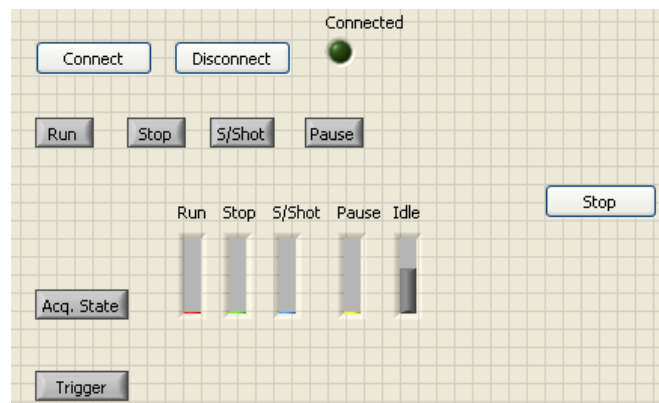 Connected
Connect Disconnect
Run Stop S/Shot Pause
Stop
Run Stop S/Shot Pause Idle
Acq. State
Trigger